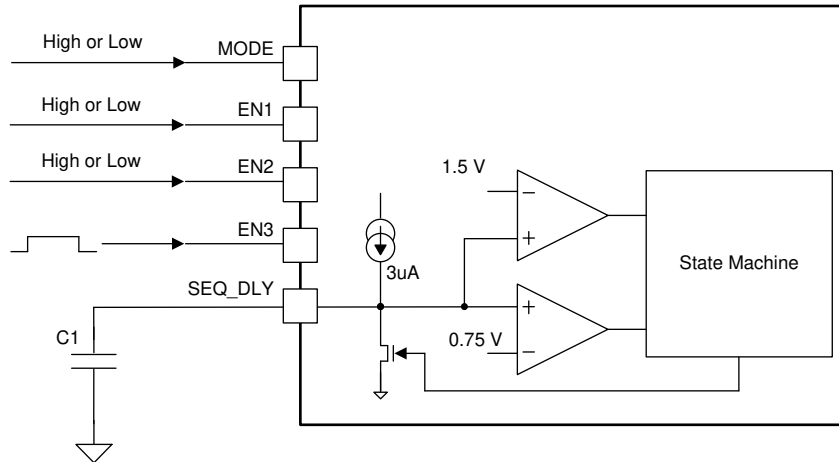 High or Low
MODE
High or Low
EN1
High or Low
EN2
EN3
SEQ_DLY
C1
3uA
1.5 V
−
+
+
0.75 V
−
State Machine